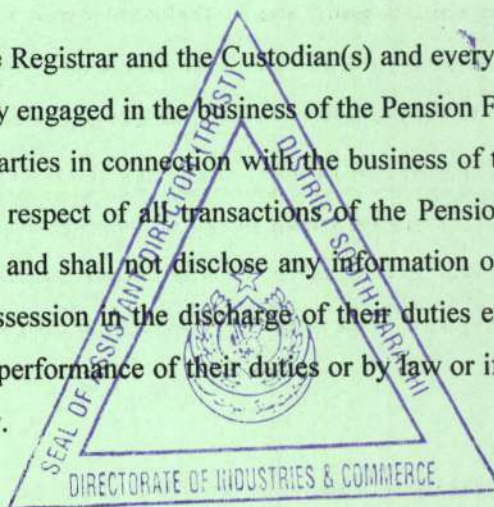 e Registrar and the Custodian(s) and every
y engaged in the business of the Pension F
arties in connection with the business of t
respect of all transactions of the Pension
and shall not disclose any information o
ssession in the discharge of their duties e
performance of their duties or by law or if
.
SEAL OF ASSISTANT DIRECTOR (TRUST)
DISTRICT SOUTH KARACHI
DIRECTORATE OF INDUSTRIES & COMMERCE